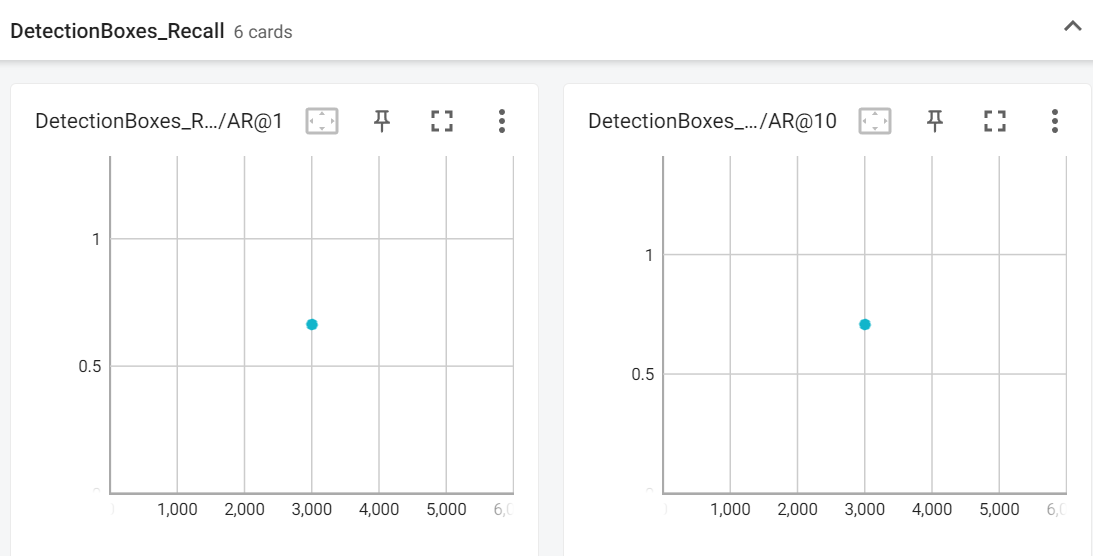 DetectionBoxes_Recall 6 cards
DetectionBoxes_R.../AR@1
DetectionBoxes_.../AR@10
1
0.5
1,000 2,000 3,000 4,000 5,000
1
0.5
1,000 2,000 3,000 4,000 5,000